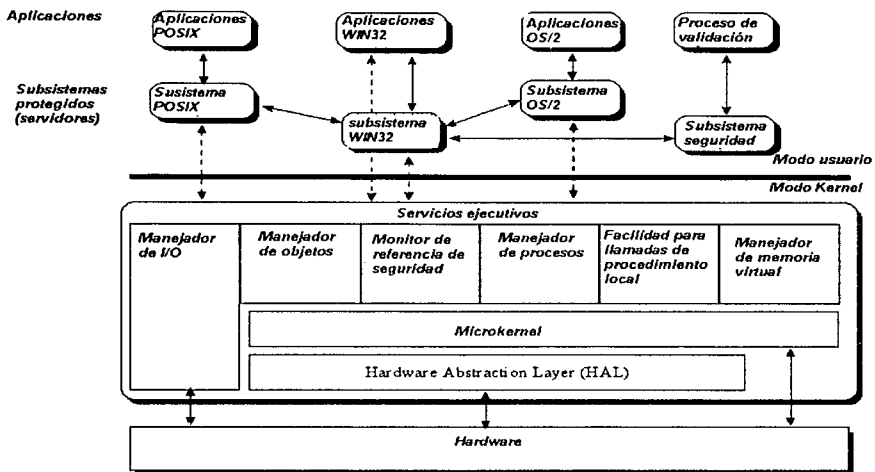 Aplicaciones
Aplicaciones
POSIX
Aplicaciones
WIN32
Aplicaciones
OS/2
Proceso de
validación
Subsistemas
protegidos
(servidores)
Susistema
POSIX
subsistema
WIN32
Subsistema
OS/2
Subsistema
seguridad
Modo usuario
Modo Kernel
Servicios ejecutivos
Manejador
de I/O
Manejador
de objetos
Monitor de
referencia de
seguridad
Manejador
de procesos
Facilidad para
llamadas de
procedimiento
local
Manejador
de memoria
virtual
Microkernel
Hardware Abstraction Layer (HAL)
Hardware